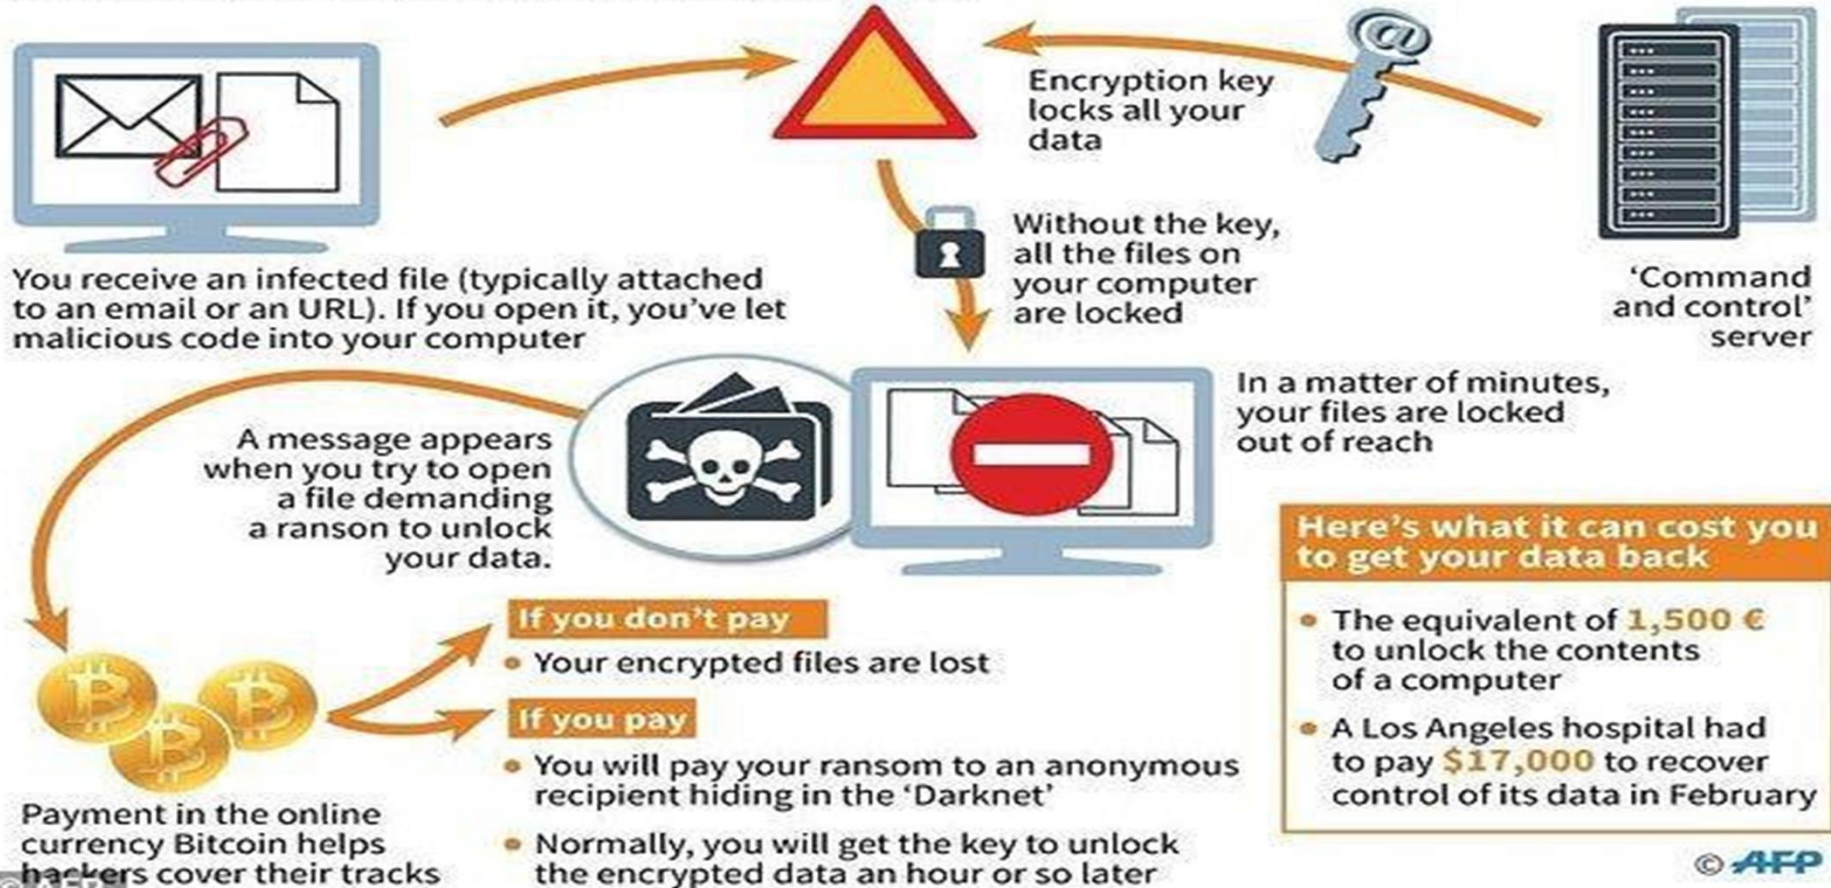 Encryption key
locks all your
data
Without the key,
all the files on
your computer
are locked
'Command
and control'
server
You receive an infected file (typically attached
to an email or an URL). If you open it, you've let
malicious code into your computer
In a matter of minutes,
your files are locked
out of reach
A message appears
when you try to open
a file demanding
a ranson to unlock
your data.
Here's what it can cost you
to get your data back
• The equivalent of 1,500 €
to unlock the contents
of a computer
• A Los Angeles hospital had
to pay $17,000 to recover
control of its data in February
If you don't pay
• Your encrypted files are lost
If you pay
• You will pay your ransom to an anonymous
recipient hiding in the 'Darknet'
• Normally, you will get the key to unlock
the encrypted data an hour or so later
Payment in the online
currency Bitcoin helps
hackers cover their tracks
© AFP